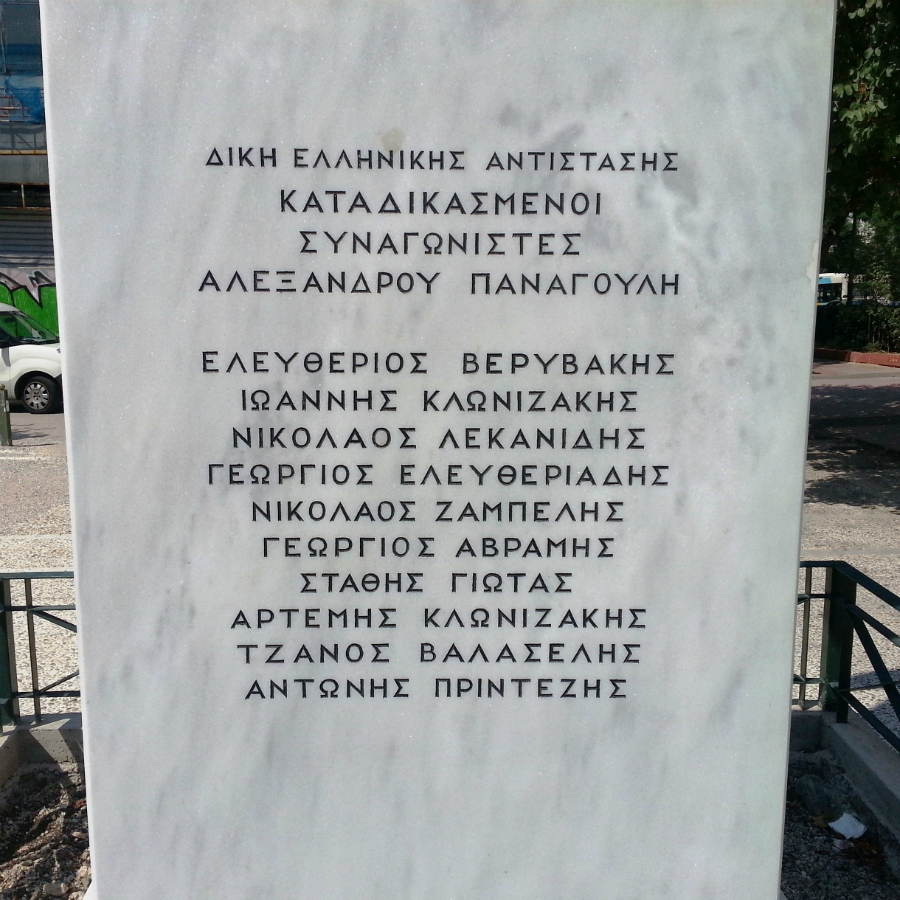 ΔΙΚΗ ΕΛΛΗΝΙΚΗΣ ΑΝΤΙΣΤΑΣΗΣ
ΚΑΤΑΔΙΚΑΣΜΕΝΟΙ
ΣΥΝΑΓΩΝΙΣΤΕΣ
ΑΛΕΞΑΝΔΡΟΥ ΠΑΝΑΓΟΥΛΗ
ΕΛΕΥΘΕΡΙΟΣ ΒΕΡΥΒΑΚΗΣ
ΙΩΑΝΝΗΣ ΚΛΩΝΙΖΑΚΗΣ
ΝΙΚΟΛΑΟΣ ΛΕΚΑΝΙΔΗΣ
ΓΕΩΡΓΙΟΣ ΕΛΕΥΘΕΡΙΑΔΗΣ
ΝΙΚΟΛΑΟΣ ΖΑΜΠΕΛΗΣ
ΓΕΩΡΓΙΟΣ ΑΒΡΑΜΗΣ
ΣΤΑΘΗΣ ΓΙΩΤΑΣ
ΑΡΤΕΜΗΣ ΚΛΩΝΙΖΑΚΗΣ
ΤΖΑΝΟΣ ΒΑΛΑΣΕΛΗΣ
ΑΝΤΩΝΗΣ ΠΡΙΝΤΕΖΗΣ